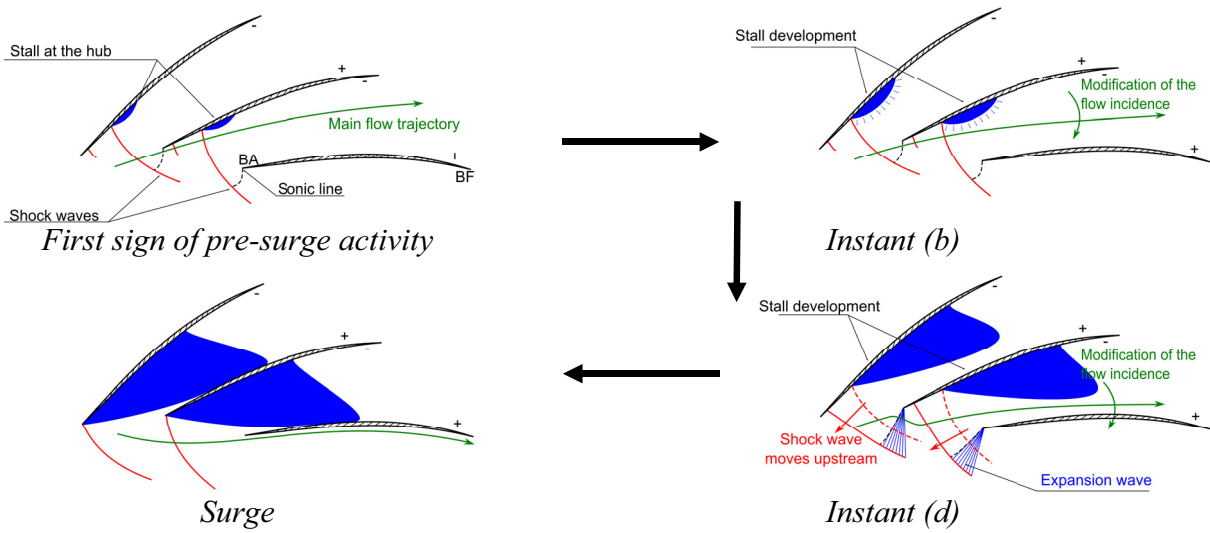 Stall at the hub
-
+
-
Main flow trajectory
BA
-
BF
Sonic line
Shock waves
First sign of pre-surge activity
Stall development
-
+
-
Modification of the
flow incidence
+
Instant (b)
-
+
+
Surge
Stall development
-
+
-
Modification of the
flow incidence
+
Shock wave
moves upstream
Expansion wave
Instant (d)